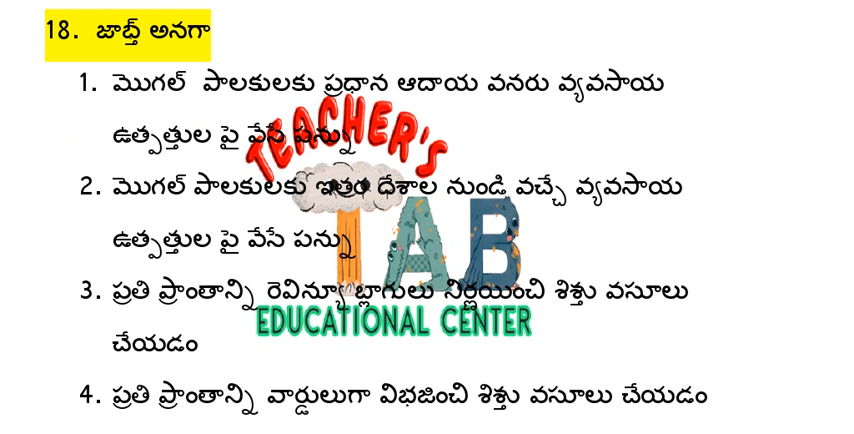 18. జాబ్త్ అనగా
1. మొగల్ పాలకులకు ప్రధాన ఆదాయ వనరు వ్యవసాయ
ఉత్పత్తుల పై వేసే పన్ను
TEACHER'S
2. మొగల్ పాలకులకు ఇతర దేశాల నుండి వచ్చే వ్యవసాయ
TAB
ఉత్పత్తుల పై వేసే పన్ను
3. ప్రతి ప్రాంతాన్ని రెవిన్యూ బ్లాగులు నిర్ణయించి శిశ్తు వసూలు
EDUCATIONAL CENTER
చేయడం
4. ప్రతి ప్రాంతాన్ని వార్డులుగా విభజించి శిశ్తు వసూలు చేయడం